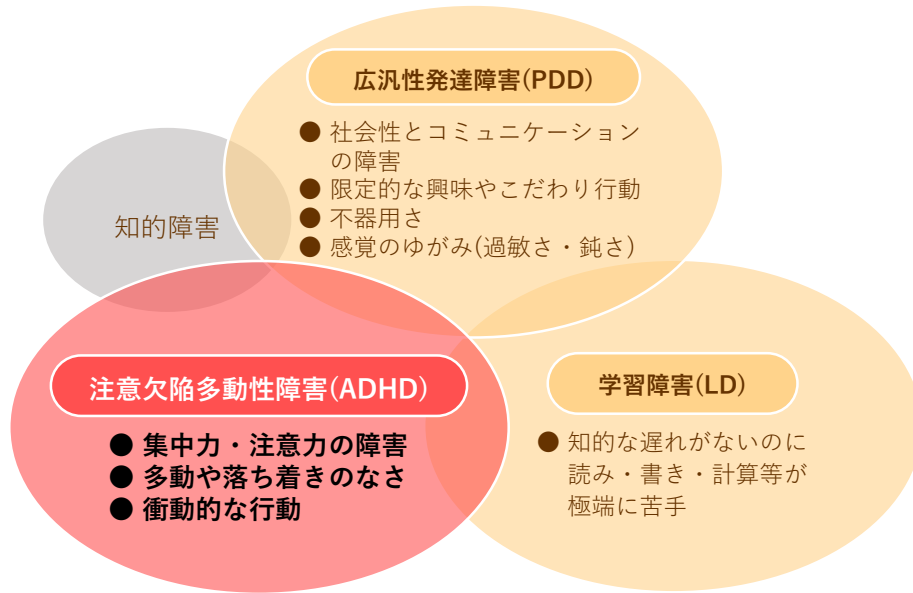 広汎性発達障害(PDD)
● 社会性とコミュニケーション
の障害
● 限定的な興味やこだわり行動
● 不器用さ
● 感覚のゆがみ(過敏さ・鈍さ)
知的障害
注意欠陥多動性障害(ADHD)
● 集中力・注意力の障害
● 多動や落ち着きのなさ
● 衝動的な行動
学習障害(LD)
● 知的な遅れがないのに
読み・書き・計算等が
極端に苦手